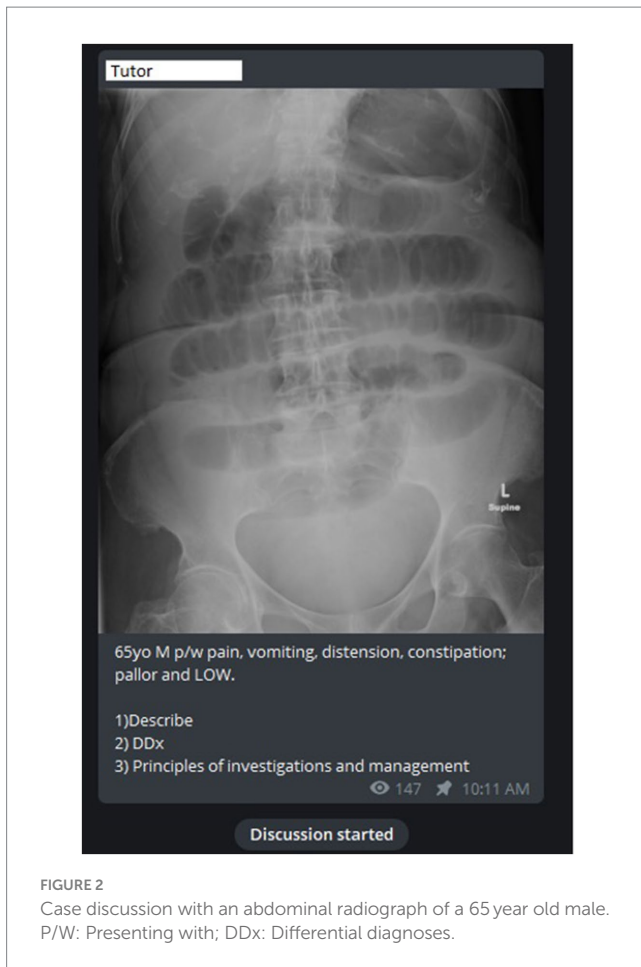 Tutor
L
Supine
65yo M p/w pain, vomiting, distension, constipation;
pallor and LOW.
1)Describe
2) DDx
3) Principles of investigations and management
147 10:11 AM
Discussion started
FIGURE 2
Case discussion with an abdominal radiograph of a 65 year old male.
P/W: Presenting with; DDx: Differential diagnoses.